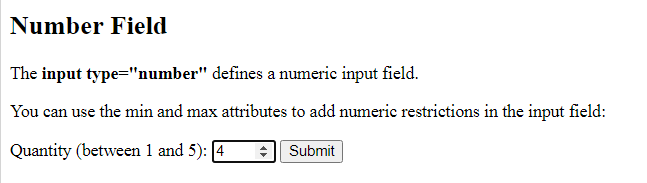 Number Field
The input type="number" defines a numeric input field.
You can use the min and max attributes to add numeric restrictions in the input field:
Quantity (between 1 and 5): 4 Submit